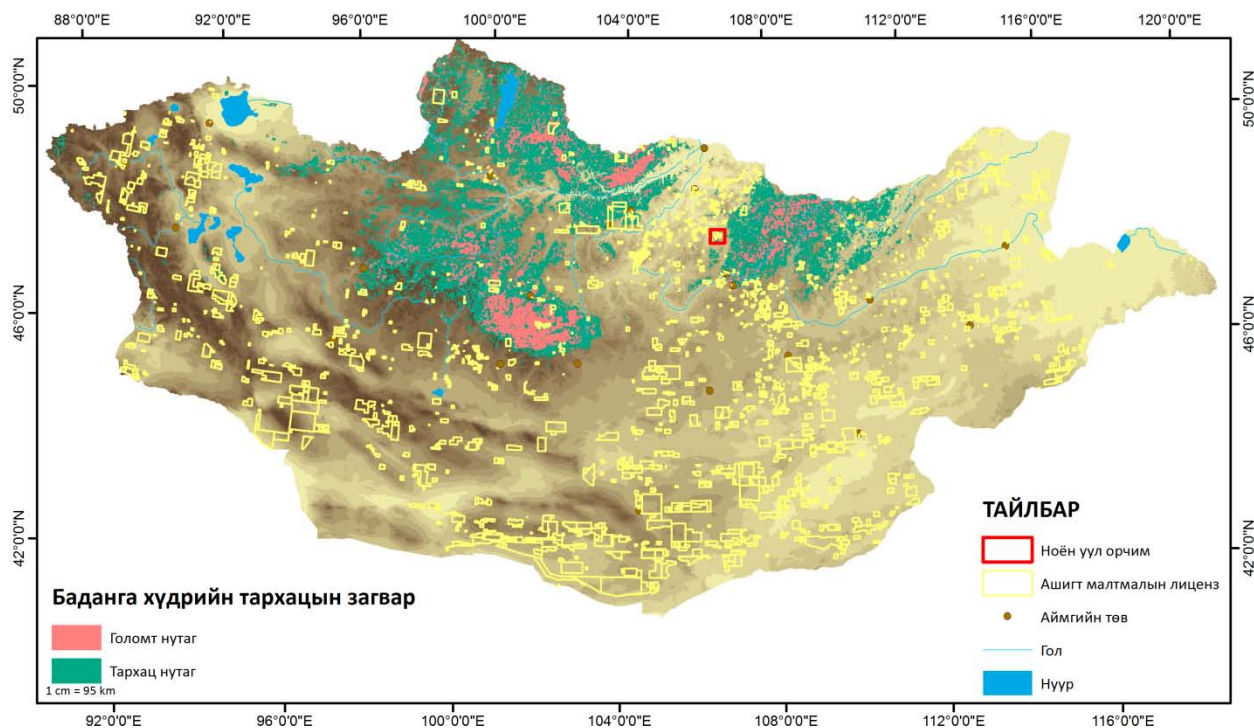 88°0'0"E 92°0'0"E 96°0'0"E 100°0'0"E 104°0'0"E 108°0'0"E 112°0'0"E 116°0'0"E 120°0'0"E
50°0'0"N
50°0'0"N
46°0'0"N
46°0'0"N
42°0'0"N
42°0'0"N
Баданга хүдрийн тархацын загвар
Голомт нутаг
Тархац нутаг
1 cm = 95 km
ТАЙЛБАР
Ноён уул орчим
Ашигт малтмалын лиценз
Аймгийн төв
Гол
Нуур
92°0'0"E 96°0'0"E 100°0'0"E 104°0'0"E 108°0'0"E 112°0'0"E 116°0'0"E